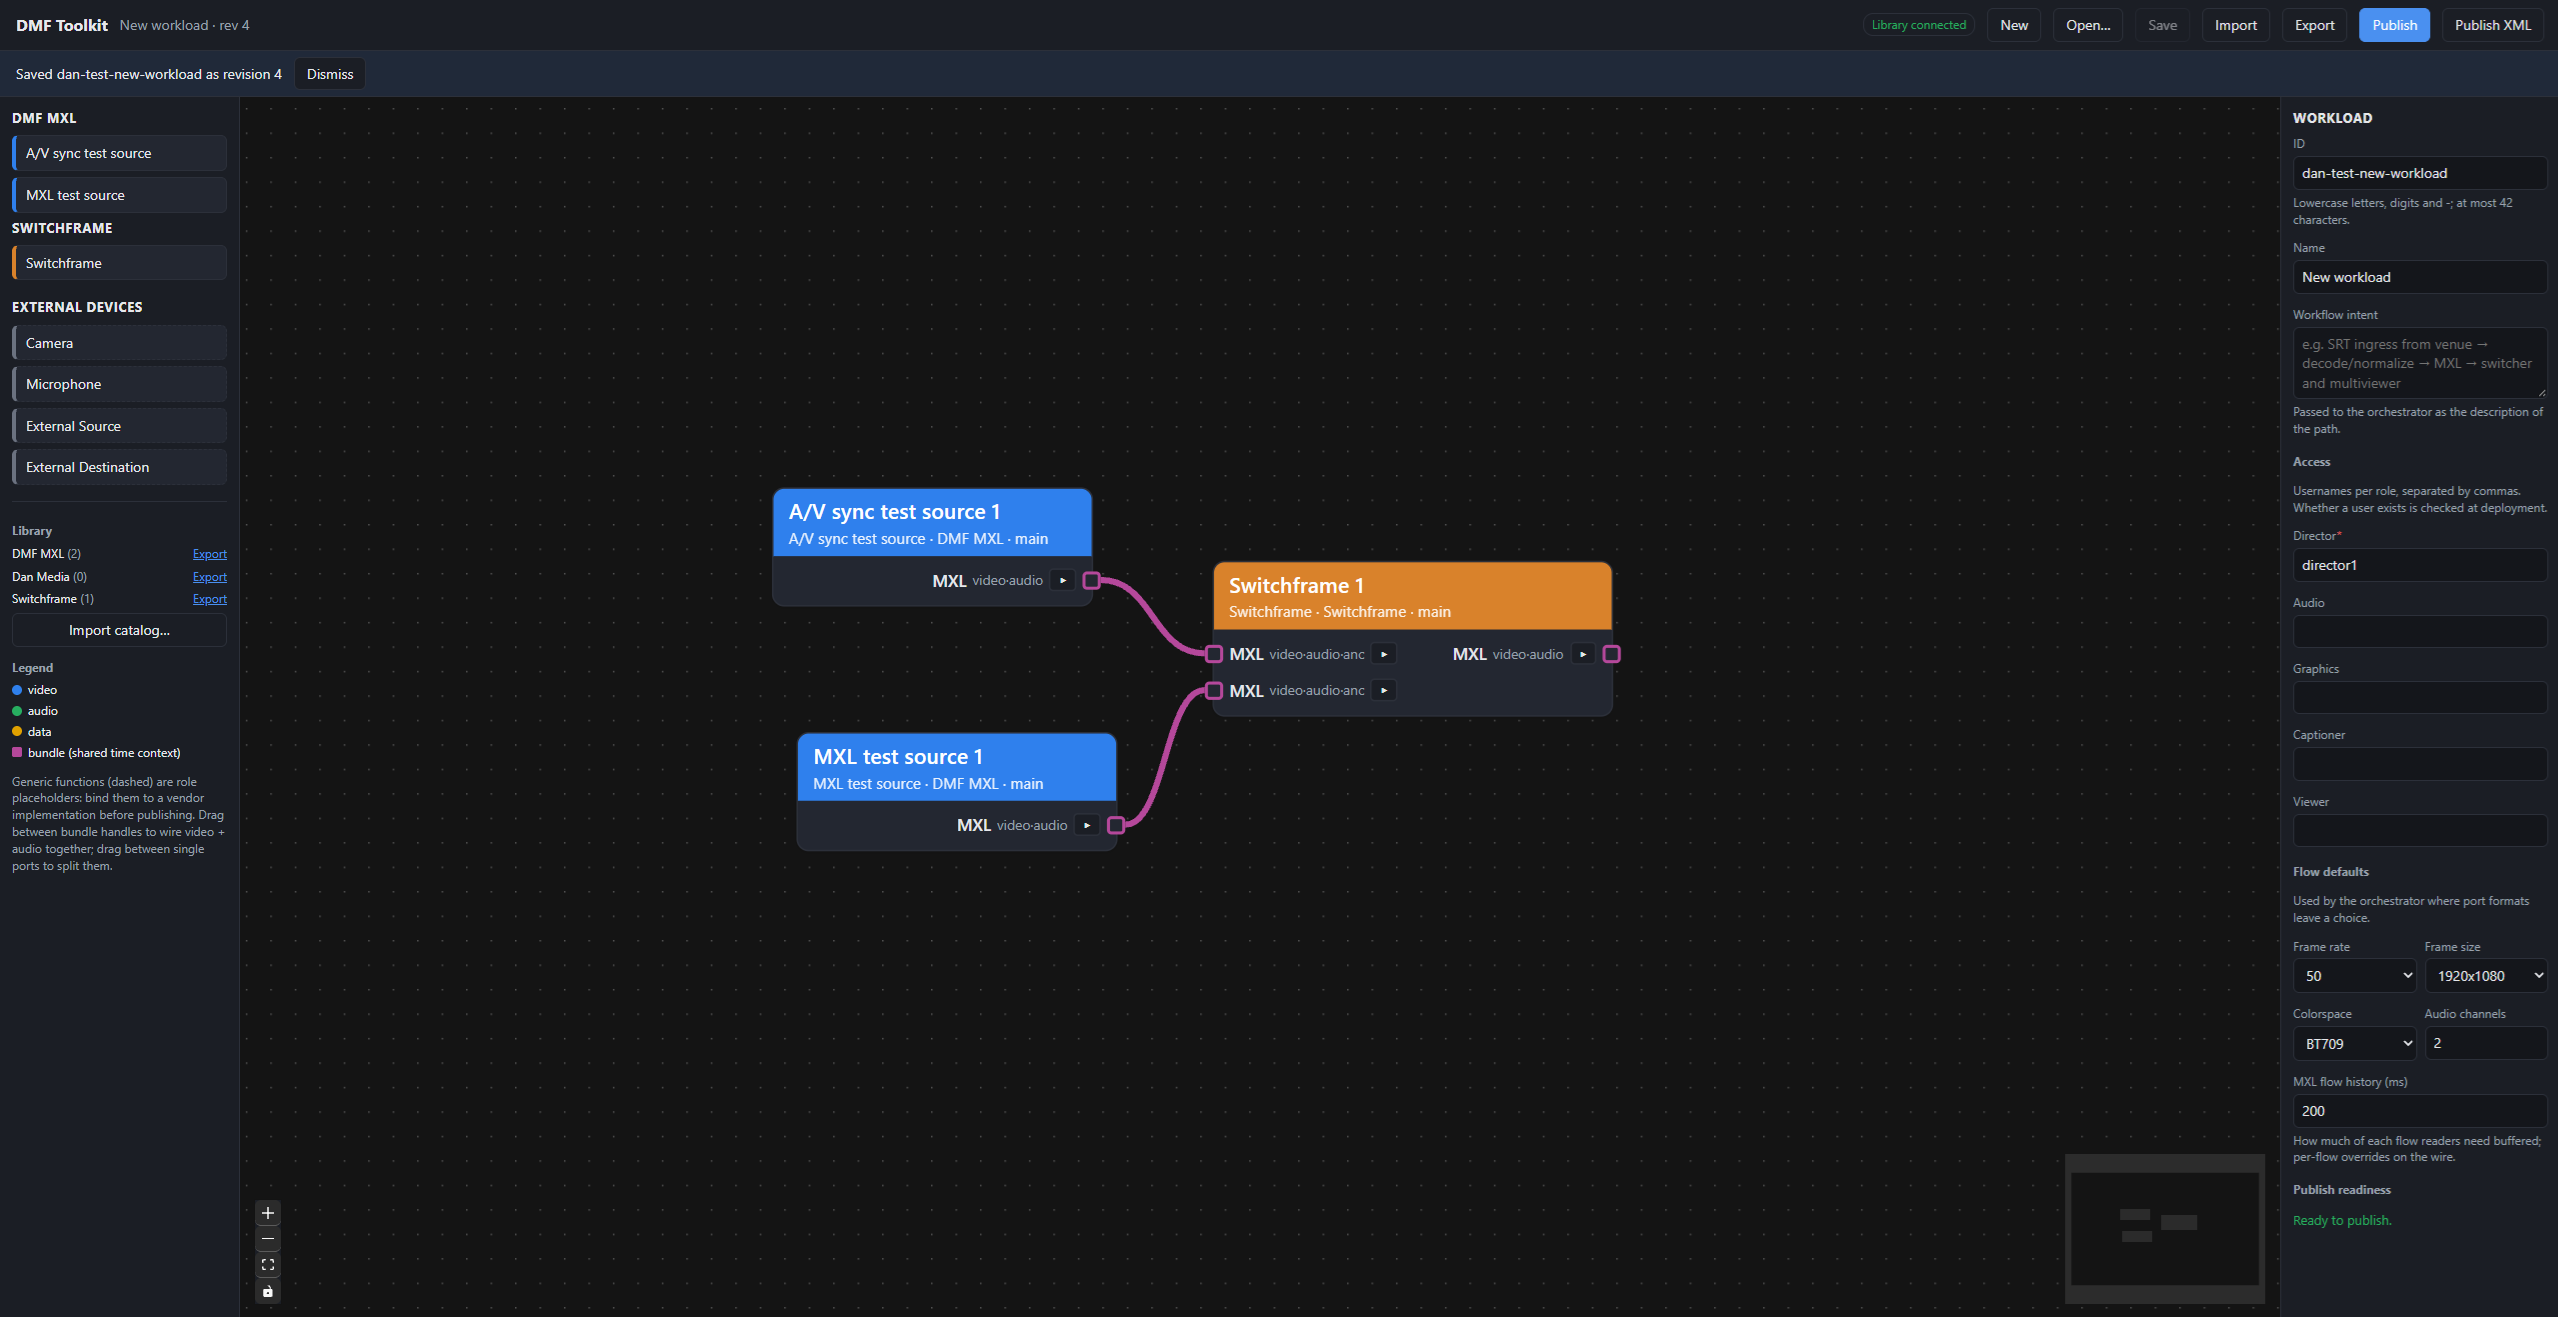 DMF Toolkit New workload · rev 4
Library connected New Open... Save Import Export Publish Publish XML
Saved dan-test-new-workload as revision 4 Dismiss
DMF MXL
A/V sync test source
MXL test source
SWITCHFRAME
Switchframe
EXTERNAL DEVICES
Camera
Microphone
External Source
External Destination
Library
DMF MXL (2) Export
Dan Media (0) Export
Switchframe (1) Export
Import catalog...
Legend
video
audio
data
bundle (shared time context)
Generic functions (dashed) are role
placeholders: bind them to a vendor
implementation before publishing. Drag
between bundle handles to wire video +
audio together; drag between single
ports to split them.
A/V sync test source 1
A/V sync test source · DMF MXL · main
MXL video·audio
MXL test source 1
MXL test source · DMF MXL · main
MXL video·audio
Switchframe 1
Switchframe · Switchframe · main
MXL video·audio·anc MXL video·audio
MXL video·audio·anc
WORKLOAD
ID
dan-test-new-workload
Lowercase letters, digits and -; at most 42
characters.
Name
New workload
Workflow intent
e.g. SRT ingress from venue →
decode/normalize → MXL → switcher
and multiviewer
Passed to the orchestrator as the description of
the path.
Access
Usernames per role, separated by commas.
Whether a user exists is checked at deployment.
Director*
director1
Audio
Graphics
Captioner
Viewer
Flow defaults
Used by the orchestrator where port formats
leave a choice.
Frame rate Frame size
50 1920x1080
Colorspace Audio channels
BT709 2
MXL flow history (ms)
200
How much of each flow readers need buffered;
per-flow overrides on the wire.
Publish readiness
Ready to publish.